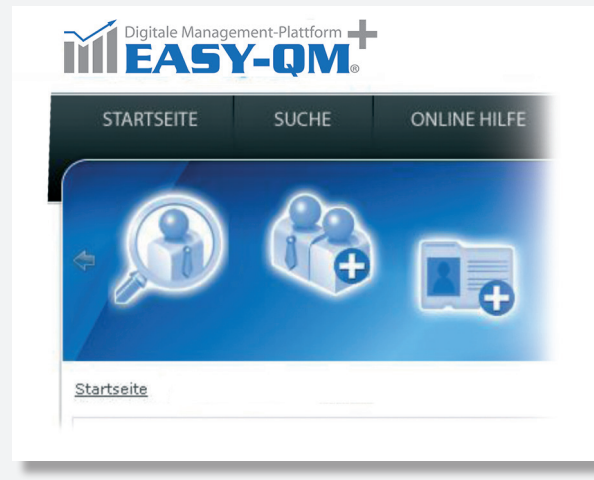 Digitale Management-Plattform
EASY-QM®
STARTSEITE SUCHE ONLINE HILFE
Startseite